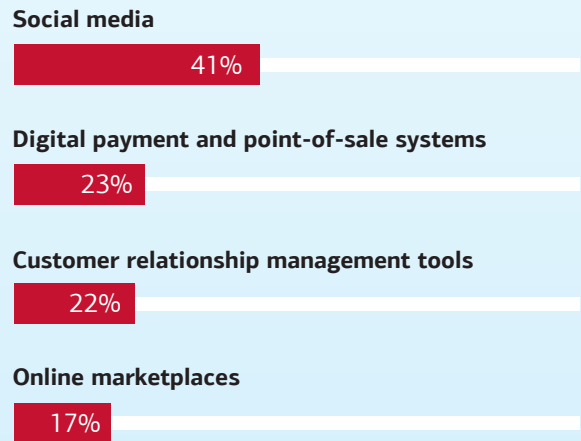 Social media
41%
Digital payment and point-of-sale systems
23%
Customer relationship management tools
22%
Online marketplaces
17%